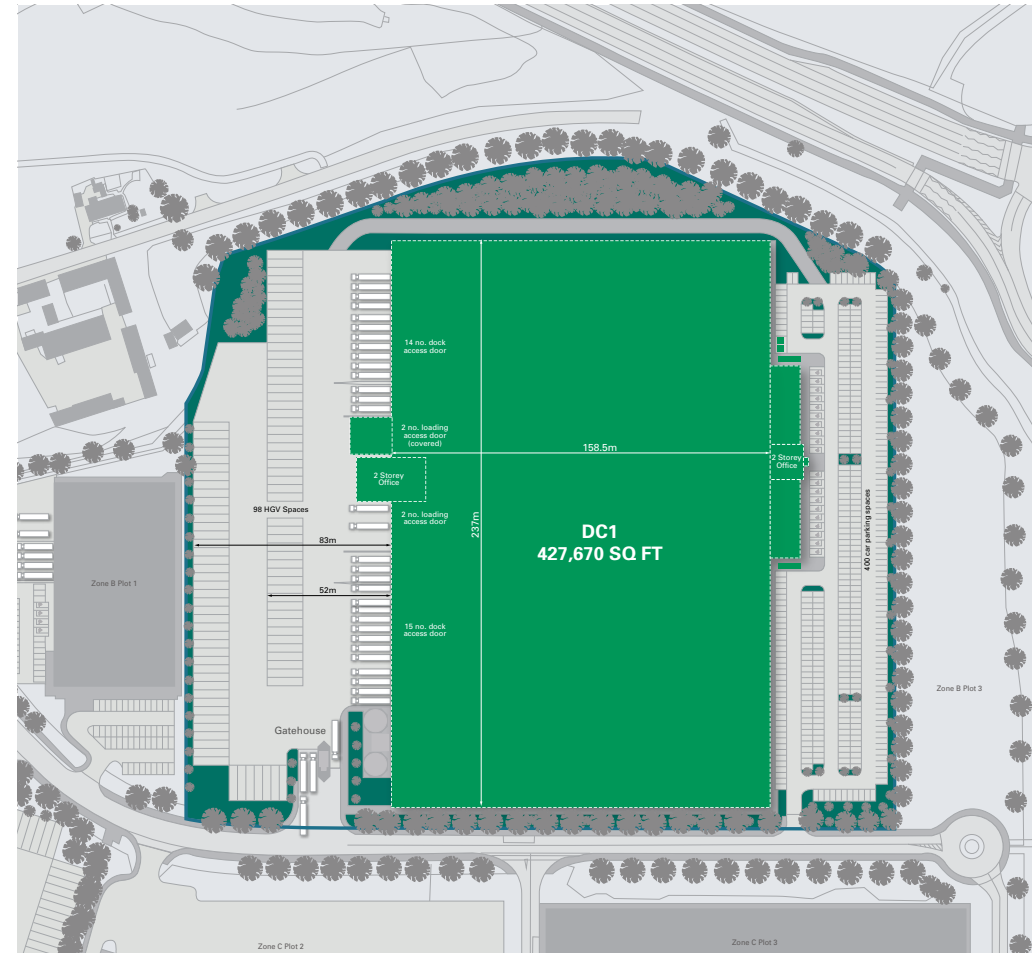 14 no. dock
access door
2 no. loading
access door
(covered)
158.5m
2 Storey
Office
2 Storey
Office
98 HGV Spaces
2 no. loading
access door
237m
DC1
427,670 SQ FT
400 car parking spaces
83m
Zone B Plot 1
52m
15 no. dock
access door
Zone B Plot 3
Gatehouse
Zone C Plot 2
Zone C Plot 3